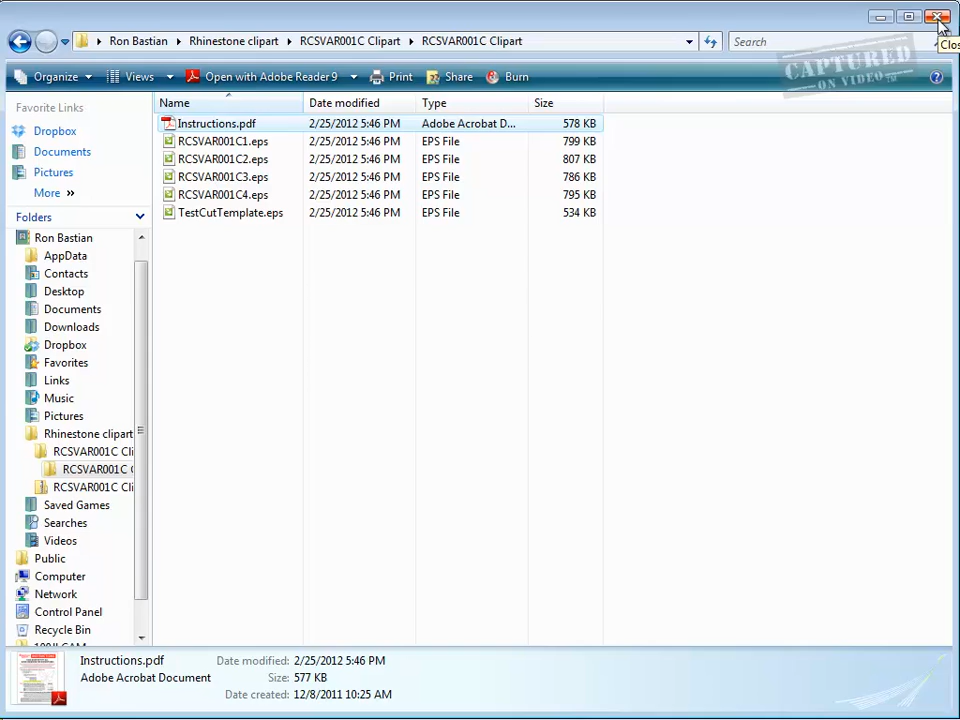 Ron Bastian Rhinestone clipart RCSVAR001C Clipart RCSVAR001C Clipart Search
Clos
CAPTURED
ON VIDEO™
Organize Views Open with Adobe Reader 9 Print Share Burn
Favorite Links
Dropbox
Documents
Pictures
More »
Folders
Ron Bastian
AppData
Contacts
Desktop
Documents
Downloads
Dropbox
Favorites
Links
Music
Pictures
Rhinestone clipart
RCSVAR001C Cli
RCSVAR001C C
RCSVAR001C Cli
Saved Games
Searches
Videos
Public
Computer
Network
Control Panel
Recycle Bin
Name Date modified Type Size
Instructions.pdf 2/25/2012 5:46 PM Adobe Acrobat D... 578 KB
RCSVAR001C1.eps 2/25/2012 5:46 PM EPS File 799 KB
RCSVAR001C2.eps 2/25/2012 5:46 PM EPS File 807 KB
RCSVAR001C3.eps 2/25/2012 5:46 PM EPS File 786 KB
RCSVAR001C4.eps 2/25/2012 5:46 PM EPS File 795 KB
TestCutTemplate.eps 2/25/2012 5:46 PM EPS File 534 KB
Instructions.pdf Date modified: 2/25/2012 5:46 PM
Adobe Acrobat Document Size: 577 KB
Date created: 12/8/2011 10:25 AM